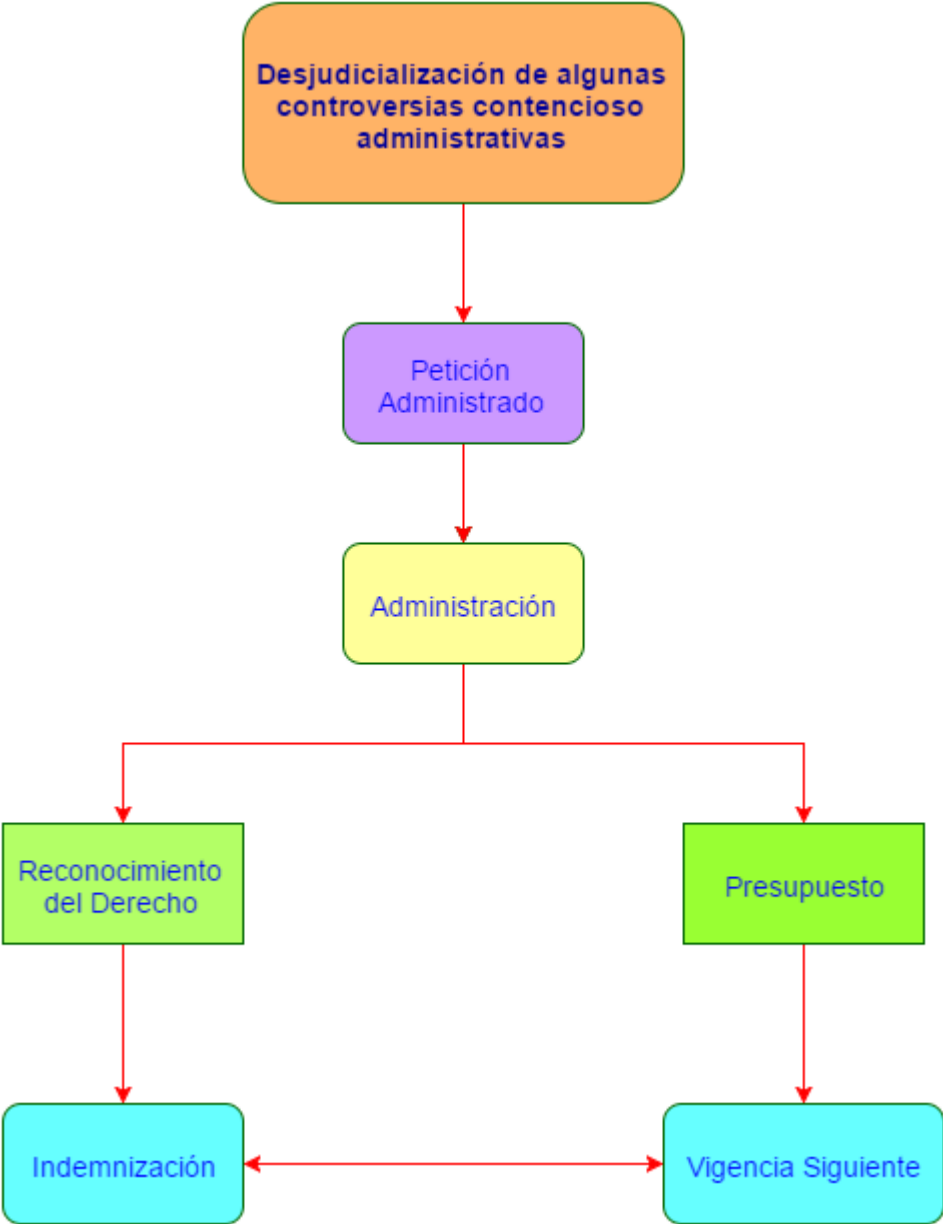 Desjudicialización de algunas
controversias contencioso
administrativas
Petición
Administrado
Administración
Reconocimiento
del Derecho
Presupuesto
Indemnización
Vigencia Siguiente